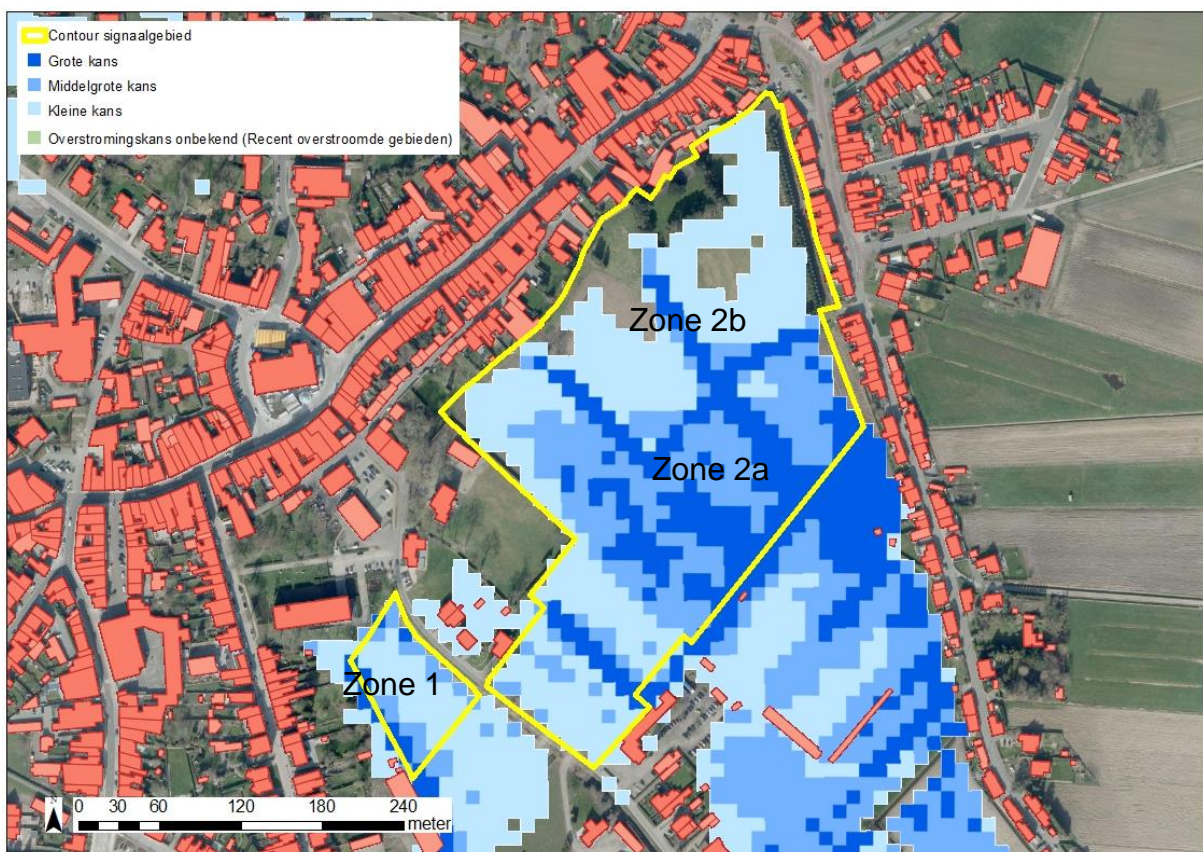 Contour signaalgebied
Grote kans
Middelgrote kans
Kleine kans
Overstromingskans onbekend (Recent overstroomde gebieden)
Zone 2b
Zone 2a
Zone 1
N
0 30 60 120 180 240
meter